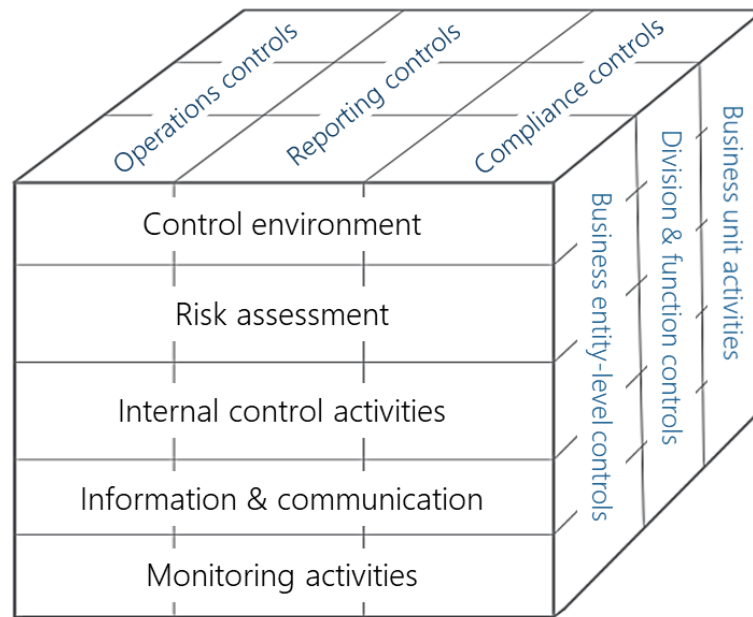 Operations controls
Reporting controls
Compliance controls
Control environment
Risk assessment
Internal control activities
Information & communication
Monitoring activities
Business entity-level controls
Division & function controls
Business unit activities